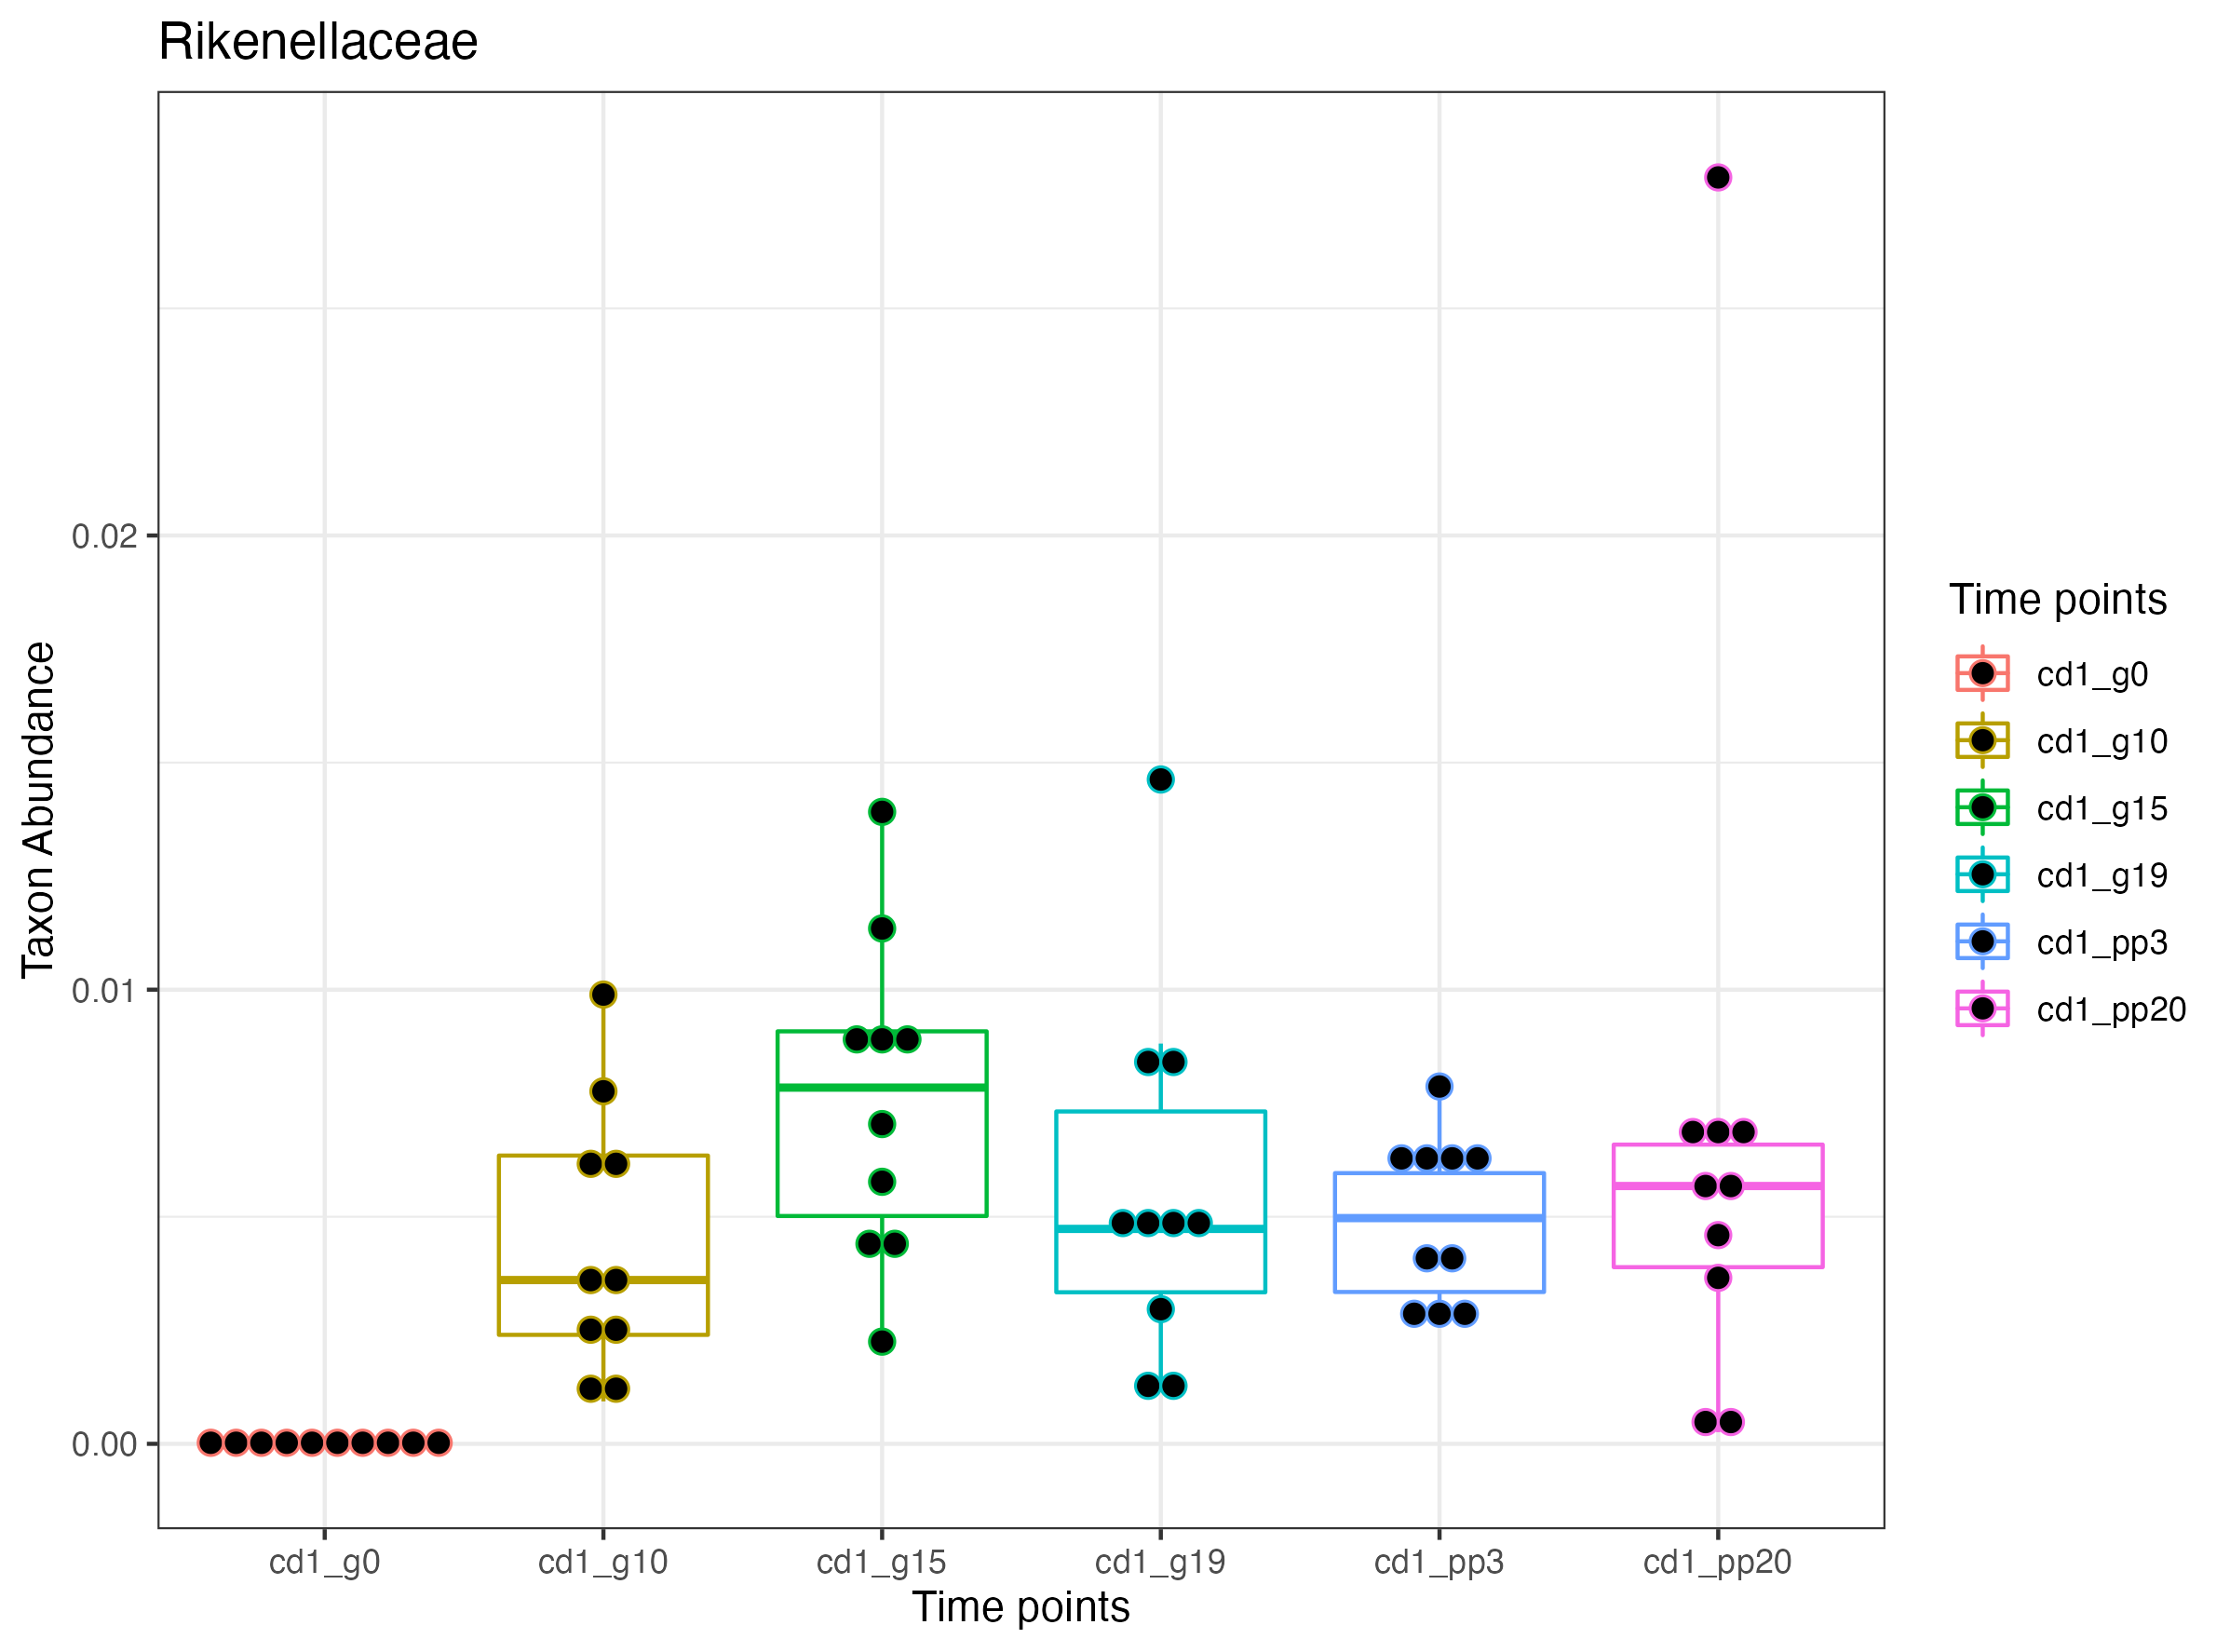 Rikenellaceae
Taxon Abundance
0.02
0.01
0.00
cd1_g0 cd1_g10 cd1_g15 cd1_g19 cd1_pp3 cd1_pp20
Time points
Time points
cd1_g0
cd1_g10
cd1_g15
cd1_g19
cd1_pp3
cd1_pp20